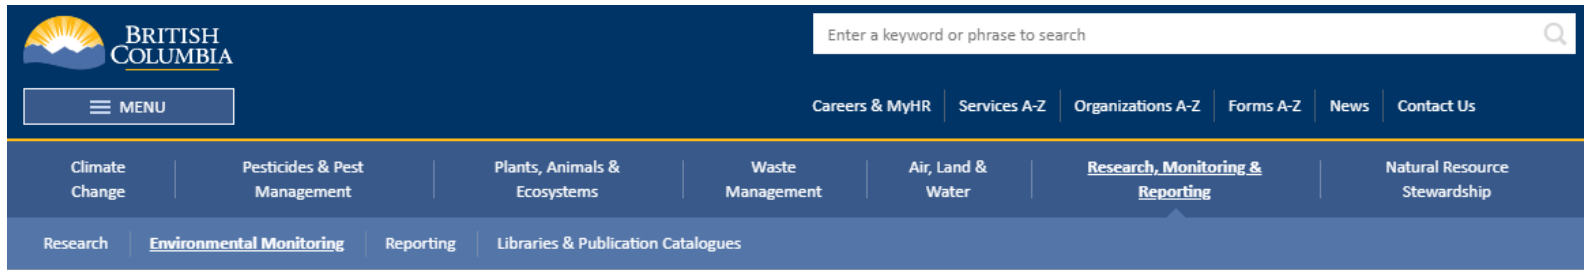 BRITISH
COLUMBIA
Enter a keyword or phrase to search
MENU
Careers & MyHR Services A-Z Organizations A-Z Forms A-Z News Contact Us
Climate Change
Pesticides & Pest Management
Plants, Animals & Ecosystems
Waste Management
Air, Land & Water
Research, Monitoring & Reporting
Natural Resource Stewardship
Research Environmental Monitoring Reporting Libraries & Publication Catalogues